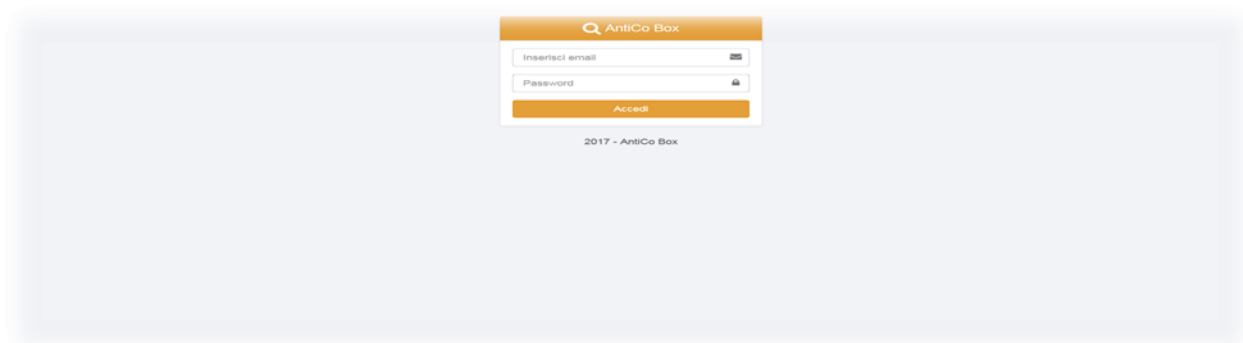 AntiCo Box
Inserisci email
Password
Accedi
2017 - AntiCo Box